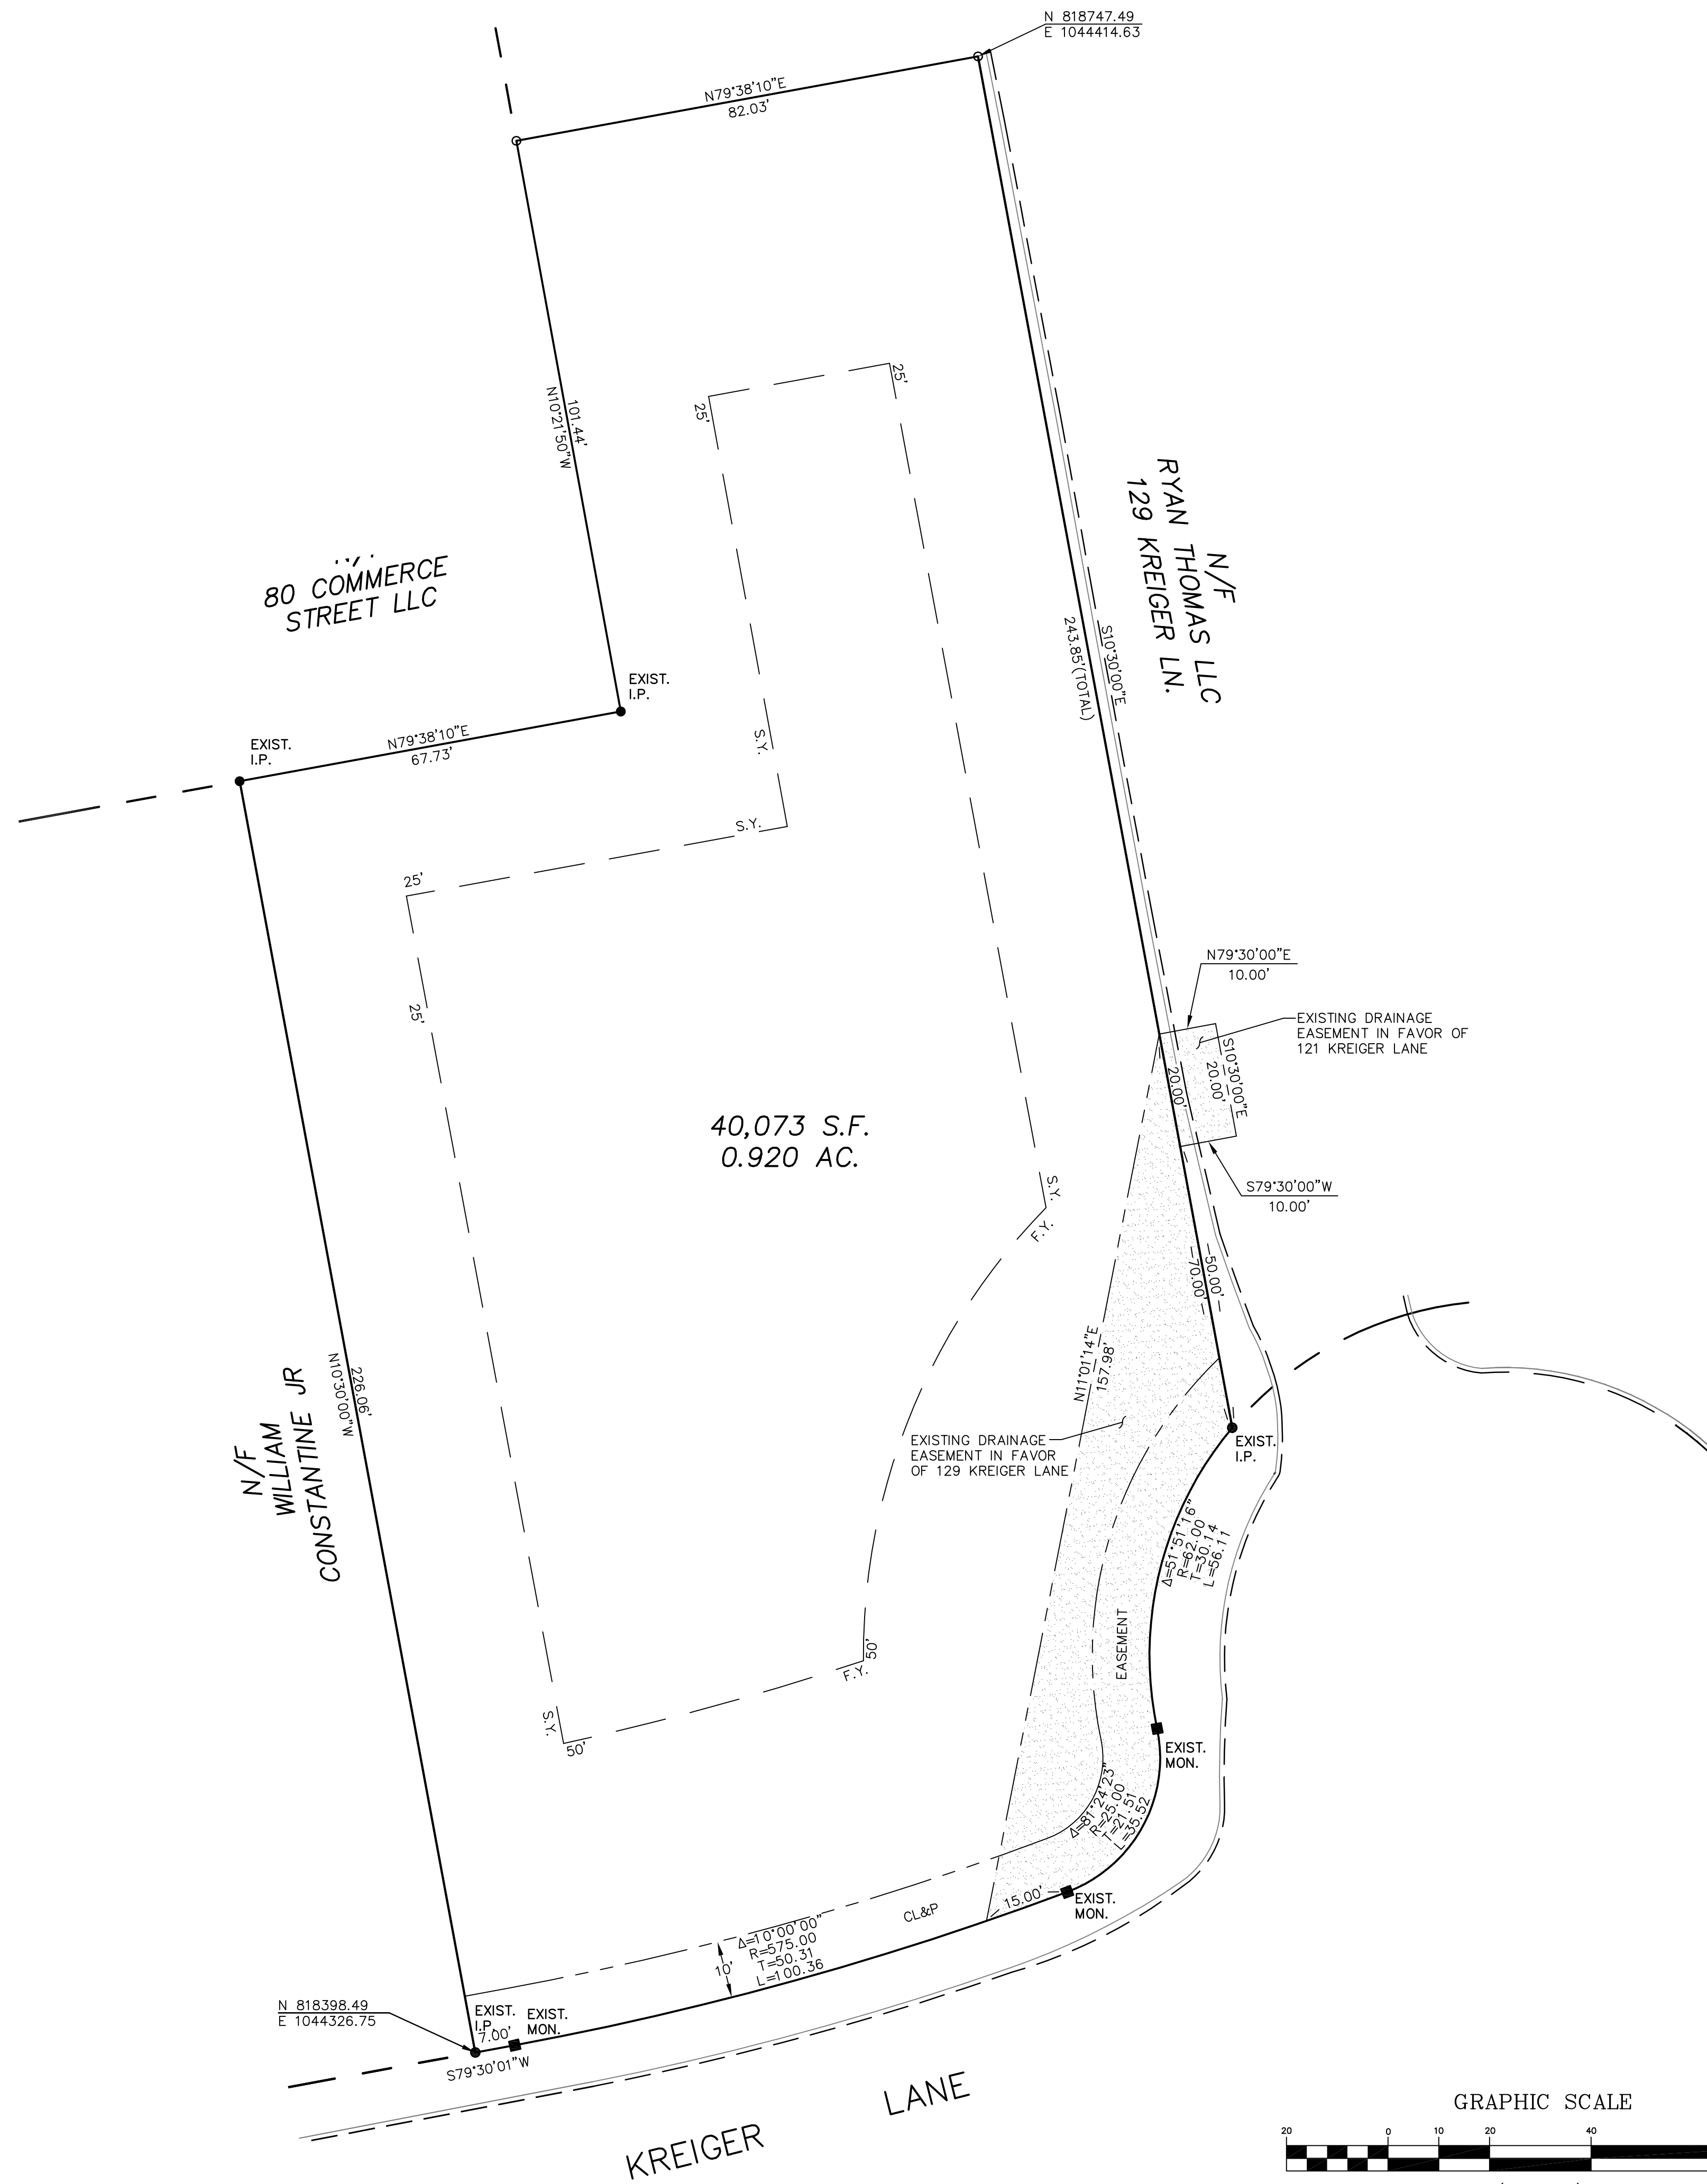 N 818747.49
E 1044414.63
N79°38'10"E
82.03'
101.44'
N10°21'50"W
25'
25'
80 COMMERCE
STREET LLC
N/F
RYAN THOMAS LLC
129 KREIGER LN.
S10°30'00"E
243.85'(TOTAL)
EXIST.
I.P.
EXIST.
I.P.
N79°38'10"E
67.73'
S.Y.
S.Y.
25'
25'
N79°30'00"E
10.00'
EXISTING DRAINAGE
EASEMENT IN FAVOR OF
121 KREIGER LANE
S10°30'00"E
20.00'
20.00'
40,073 S.F.
0.920 AC.
S79°30'00"W
10.00'
S.Y.
F.Y.
50.00'
70.00'
N11°01'14"E
157.98'
226.06'
N10°30'00"W
N/F
WILLIAM
CONSTANTINE JR
EXISTING DRAINAGE
EASEMENT IN FAVOR
OF 129 KREIGER LANE
EXIST.
I.P.
Δ=51°51'16"
R=62.00
T=30.14
L=56.11
EASEMENT
50'
F.Y.
S.Y.
50'
EXIST.
MON.
Δ=81°24'23"
R=25.00
T=21.51
L=35.52
15.00'
EXIST.
MON.
CL&P
Δ=10°00'00"
R=575.00
T=50.31
L=100.36
10'
N 818398.49
E 1044326.75
EXIST.
I.P.
EXIST.
MON.
7.00'
S79°30'01"W
KREIGER LANE
GRAPHIC SCALE
20 0 10 20 40